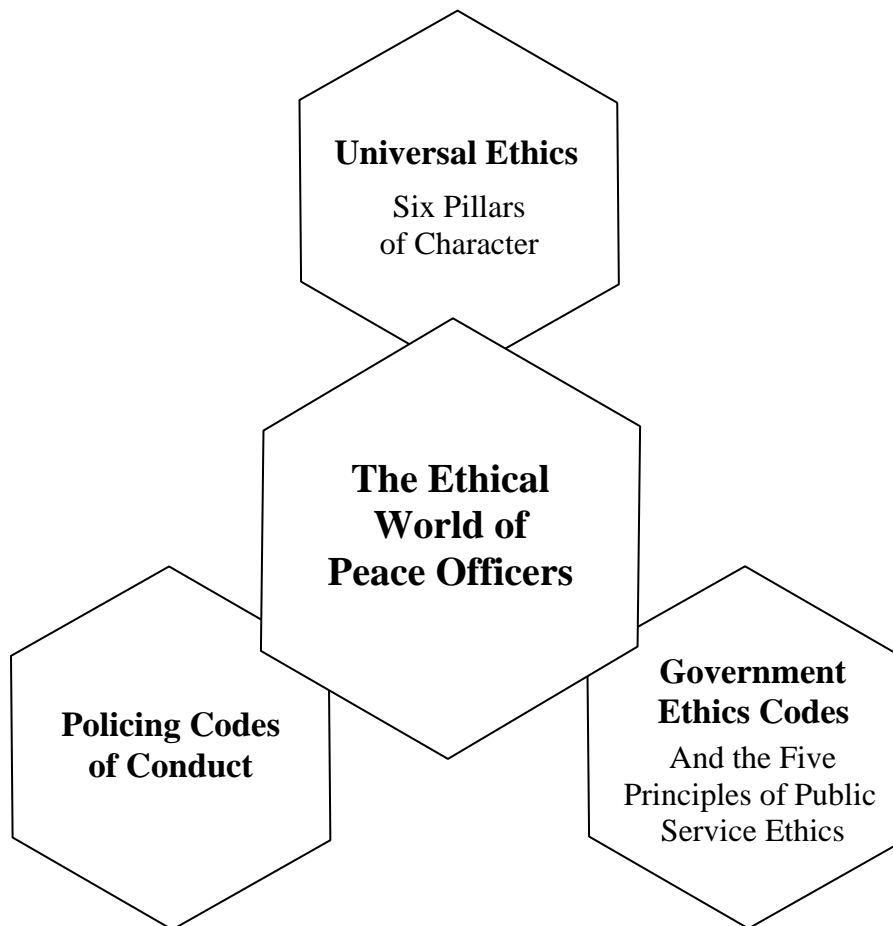 Universal Ethics
Six Pillars
of Character
The Ethical
World of
Peace Officers
Policing Codes
of Conduct
Government
Ethics Codes
And the Five
Principles of Public
Service Ethics